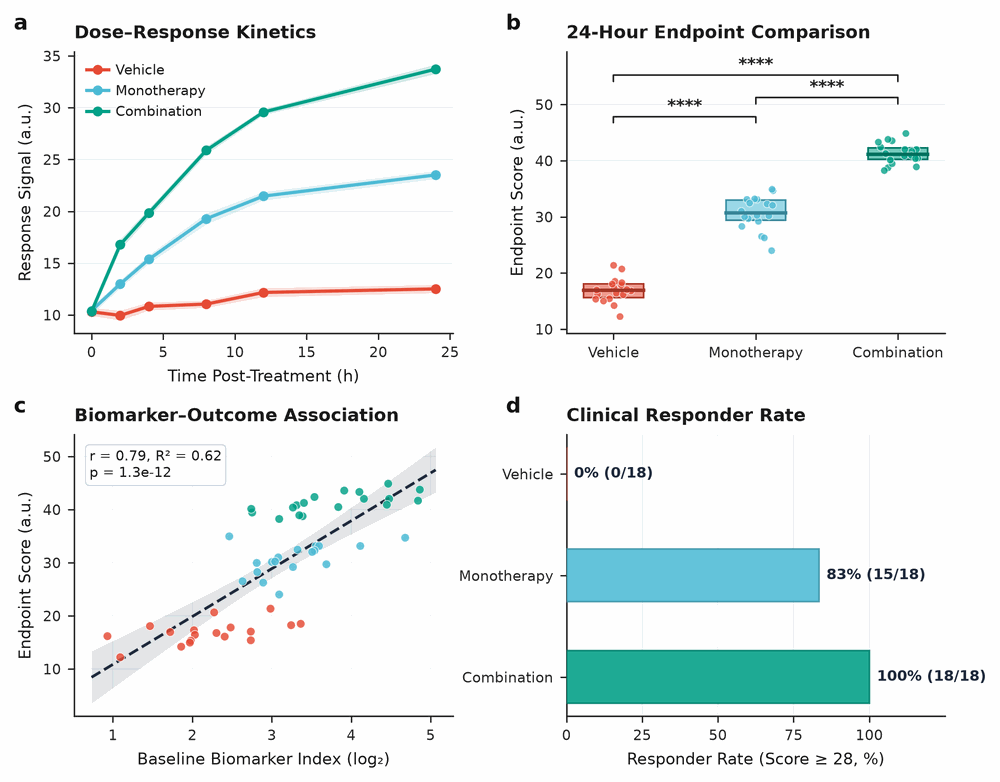 a
Dose–Response Kinetics
35
30
25
20
15
10
Response Signal (a.u.)
Vehicle
Monotherapy
Combination
0
5
10
15
20
25
Time Post-Treatment (h)
b
24-Hour Endpoint Comparison
50
40
30
20
10
Endpoint Score (a.u.)
****
****
****
Vehicle
Monotherapy
Combination
c
Biomarker–Outcome Association
50
40
30
20
10
Endpoint Score (a.u.)
r = 0.79, R² = 0.62
p = 1.3e-12
1
2
3
4
5
Baseline Biomarker Index (log₂)
d
Clinical Responder Rate
Vehicle
0% (0/18)
Monotherapy
83% (15/18)
Combination
100% (18/18)
0
25
50
75
100
Responder Rate (Score ≥ 28, %)